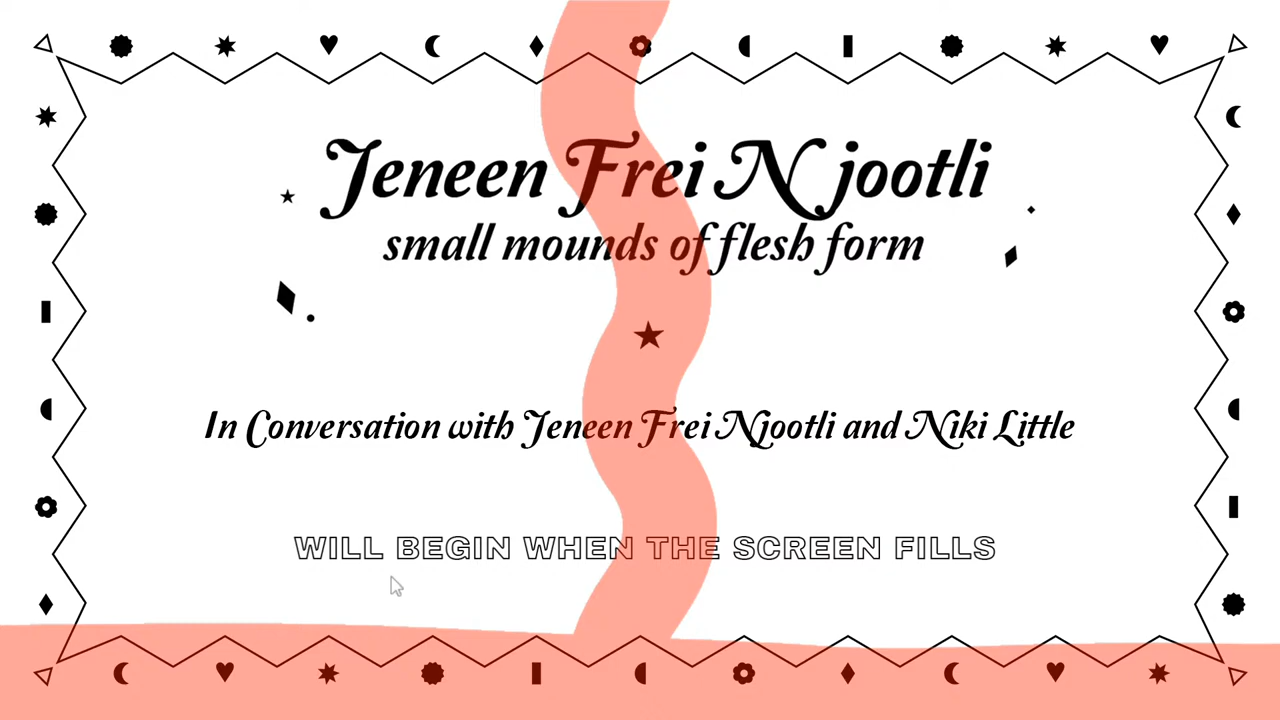 Jeneen Frei Njootli
small mounds of flesh form
In Conversation with Jeneen Frei Njootli and Niki Little
WILL BEGIN WHEN THE SCREEN FILLS